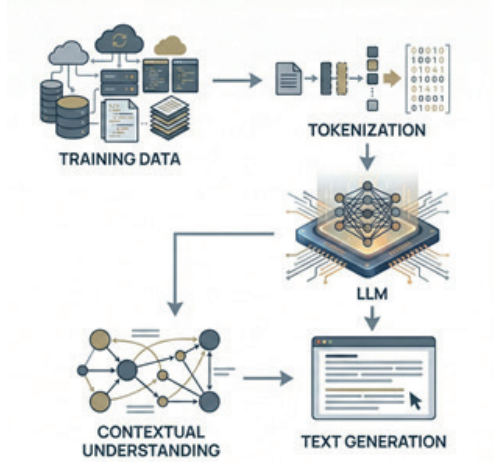 TRAINING DATA
TOKENIZATION
LLM
CONTEXTUAL
UNDERSTANDING
TEXT GENERATION